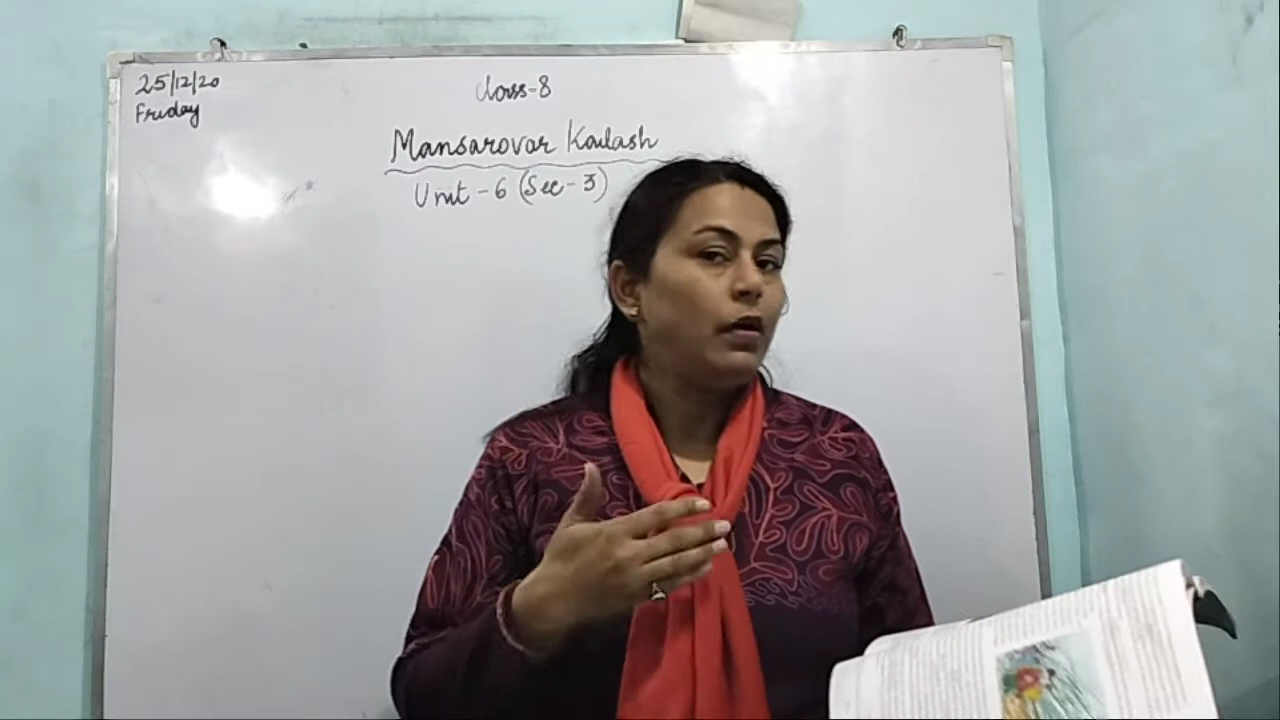 25/12/20
Friday
Class-8
Mansarovar Kailash
Unit-6 (Sec-3)